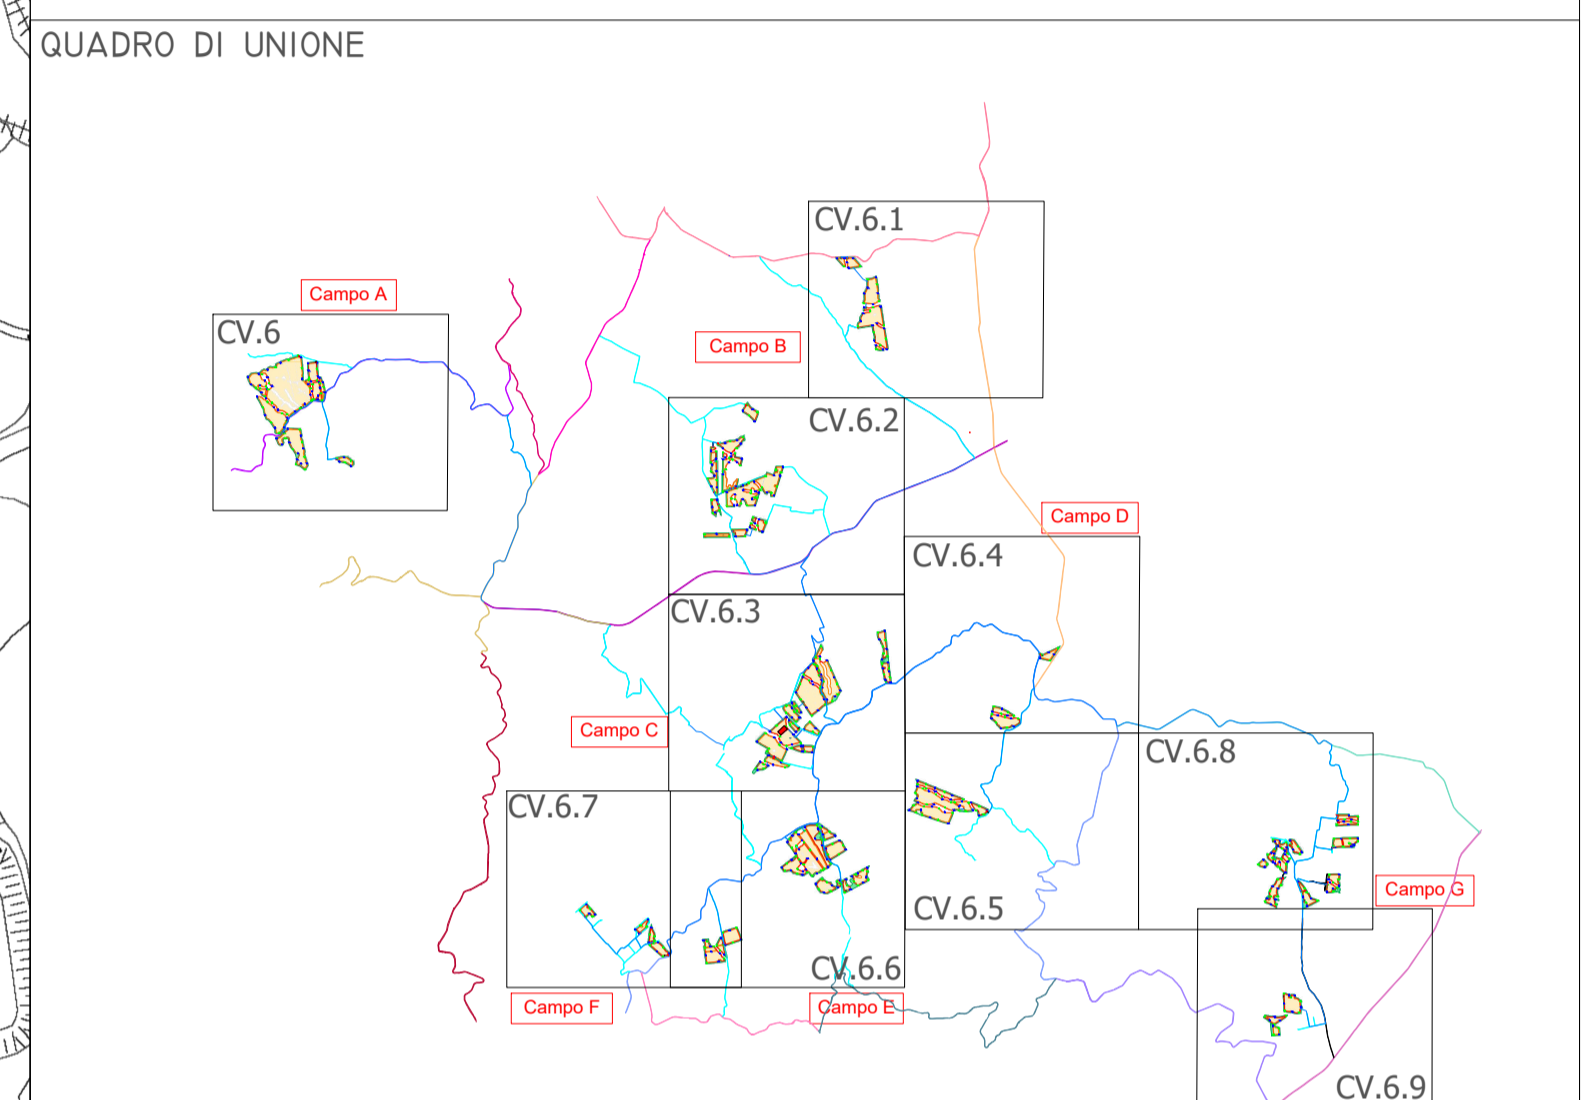 QUADRO DI UNIONE
CV.6.1
Campo A
CV.6
Campo B
CV.6.2
Campo D
CV.6.4
CV.6.3
Campo C
CV.6.8
CV.6.7
Campo G
CV.6.5
CV.6.6
Campo F
Campo E
CV.6.9